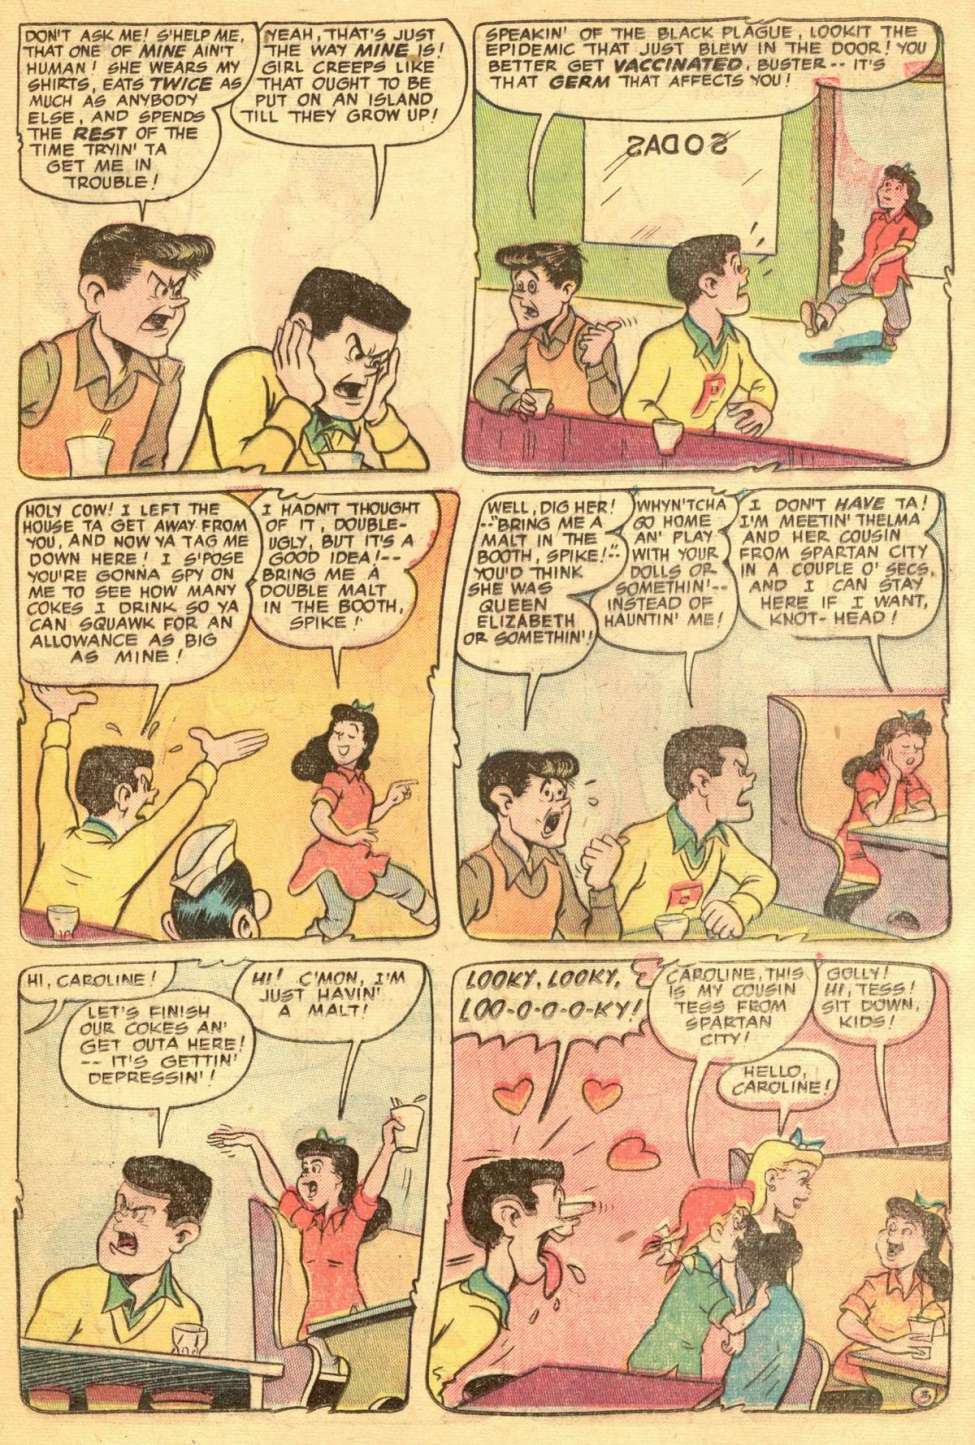 DON'T ASK ME! S'HELP ME,
THAT ONE OF MINE AIN'T
HUMAN! SHE WEARS MY
SHIRTS, EATS TWICE AS
MUCH AS ANYBODY
ELSE, AND SPENDS
THE REST OF THE
TIME TRYIN' TA
GET ME IN
TROUBLE!
YEAH, THAT'S JUST
THE WAY MINE IS!
GIRL CREEPS LIKE
THAT OUGHT TO BE
PUT ON AN ISLAND
TILL THEY GROW UP!
SPEAKIN' OF THE BLACK PLAGUE, LOOKIT THE
EPIDEMIC THAT JUST BLEW IN THE DOOR! YOU
BETTER GET VACCINATED, BUSTER-- IT'S
THAT GERM THAT AFFECTS YOU!
SODAS
HOLY COW! I LEFT THE
HOUSE TA GET AWAY FROM
YOU, AND NOW YA TAG ME
DOWN HERE! I S'POSE
YOU'RE GONNA SPY ON
ME TO SEE HOW MANY
COKES I DRINK SO YA
CAN SQUAWK FOR AN
ALLOWANCE AS BIG
AS MINE!
I HADN'T THOUGHT
OF IT, DOUBLE-
UGLY, BUT IT'S A
GOOD IDEA!--
BRING ME A
DOUBLE MALT
IN THE BOOTH,
SPIKE!
WELL, DIG HER!
--"BRING ME A
MALT IN THE
BOOTH, SPIKE!"--
YOU'D THINK
SHE WAS
QUEEN
ELIZABETH
OR SOMETHIN'!
WHYN'TCHA
GO HOME
AN' PLAY
WITH YOUR
DOLLS OR
SOMETHIN'--
INSTEAD OF
HAUNTIN' ME!
I DON'T HAVE TA!
I'M MEETIN' THELMA
AND HER COUSIN
FROM SPARTAN CITY
IN A COUPLE O' SECS,
AND I CAN STAY
HERE IF I WANT,
KNOT-HEAD!
HI, CAROLINE!
LET'S FINISH
OUR COKES AN'
GET OUTA HERE!
-- IT'S GETTIN'
DEPRESSIN'!
HI! C'MON, I'M
JUST HAVIN'
A MALT!
LOOKY, LOOKY,
LOO-O-O-O-KY!
CAROLINE, THIS
IS MY COUSIN
TESS FROM
SPARTAN
CITY!
HELLO,
CAROLINE!
GOLLY!
HI, TESS!
SIT DOWN,
KIDS!
3